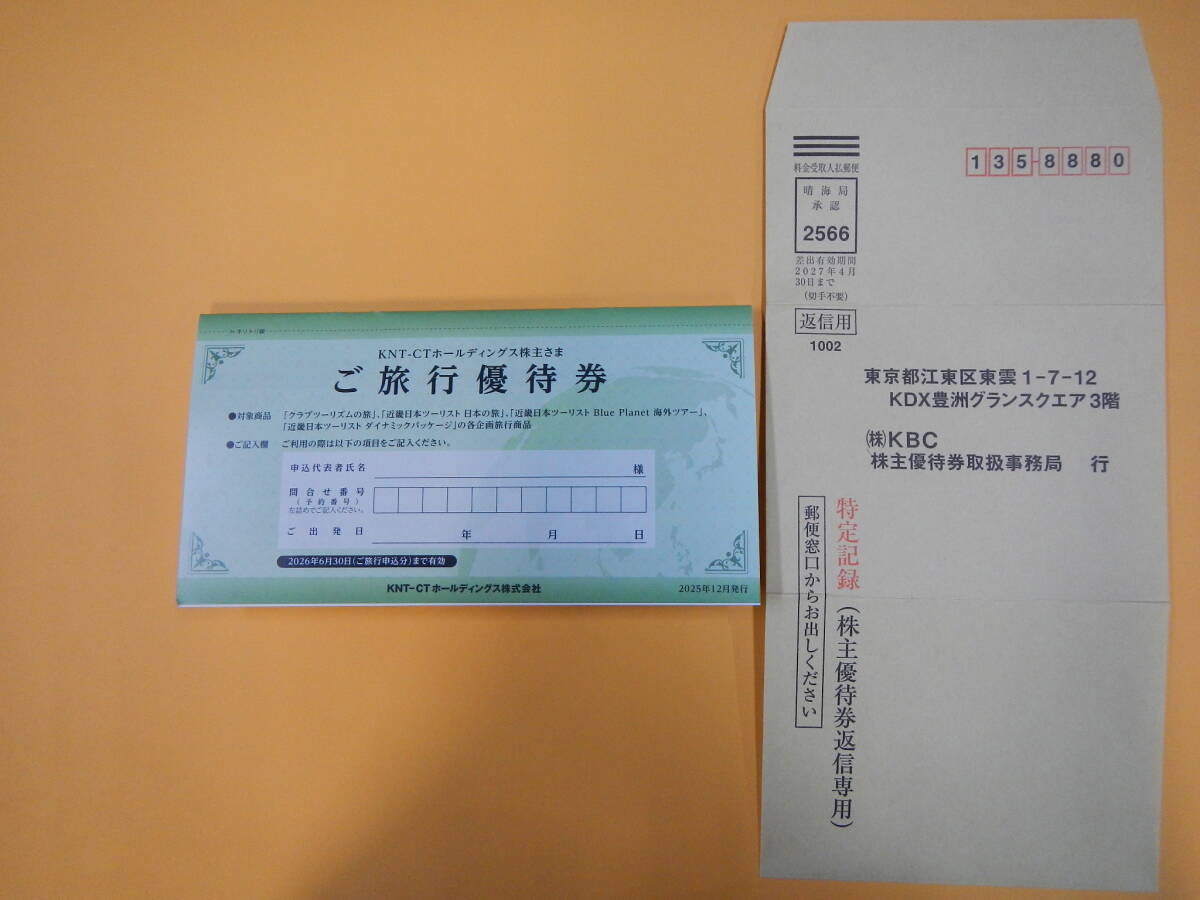 ✂キリトリ線
KNT-CTホールディングス株主さま
ご旅行優待券
●対象商品 「クラブツーリズムの旅」、「近畿日本ツーリスト 日本の旅」、「近畿日本ツーリスト Blue Planet 海外ツアー」、
「近畿日本ツーリスト ダイナミックパッケージ」の各企画旅行商品
●ご記入欄 ご利用の際は以下の項目をご記入ください。
申込代表者氏名 様
問合せ番号
(予約番号)
左詰めでご記入ください。
ご出発日 年 月 日
2026年6月30日(ご旅行申込分)まで有効
KNT-CTホールディングス株式会社
2025年12月発行
135-8880
料金受取人払郵便
晴海局
承認
2566
差出有効期間
2027年4月
30日まで
(切手不要)
返信用
1002
東京都江東区東雲1-7-12
KDX豊洲グランスクエア3階
㈱KBC
株主優待券取扱事務局 行
特定記録(株主優待券返信専用)
郵便窓口からお出しください